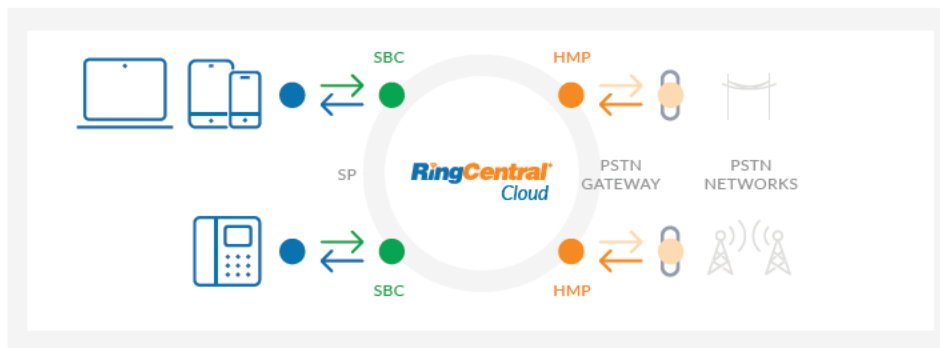 SBC
HMP
SP
RingCentral®
Cloud
PSTN
GATEWAY
PSTN
NETWORKS
SBC
HMP